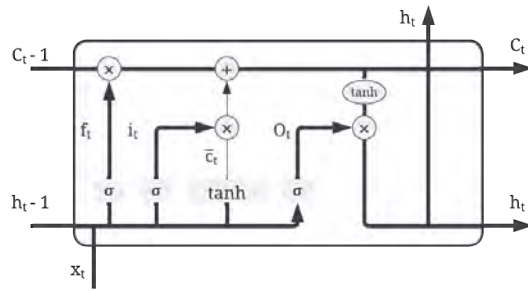 h_t
C_t - 1
C_t
×
+
tanh
f_t
i_t
×
O_t
×
c̅_t
σ
σ
tanh
σ
h_t - 1
h_t
x_t